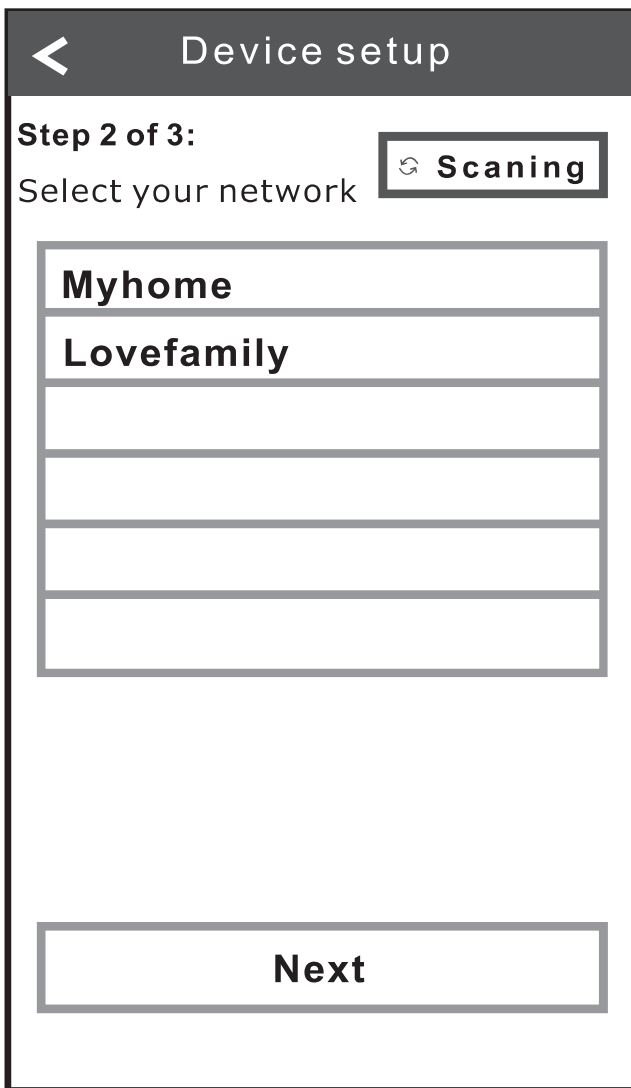 Device setup
Step 2 of 3:
Select your network
Scaning
Myhome
Lovefamily
Next